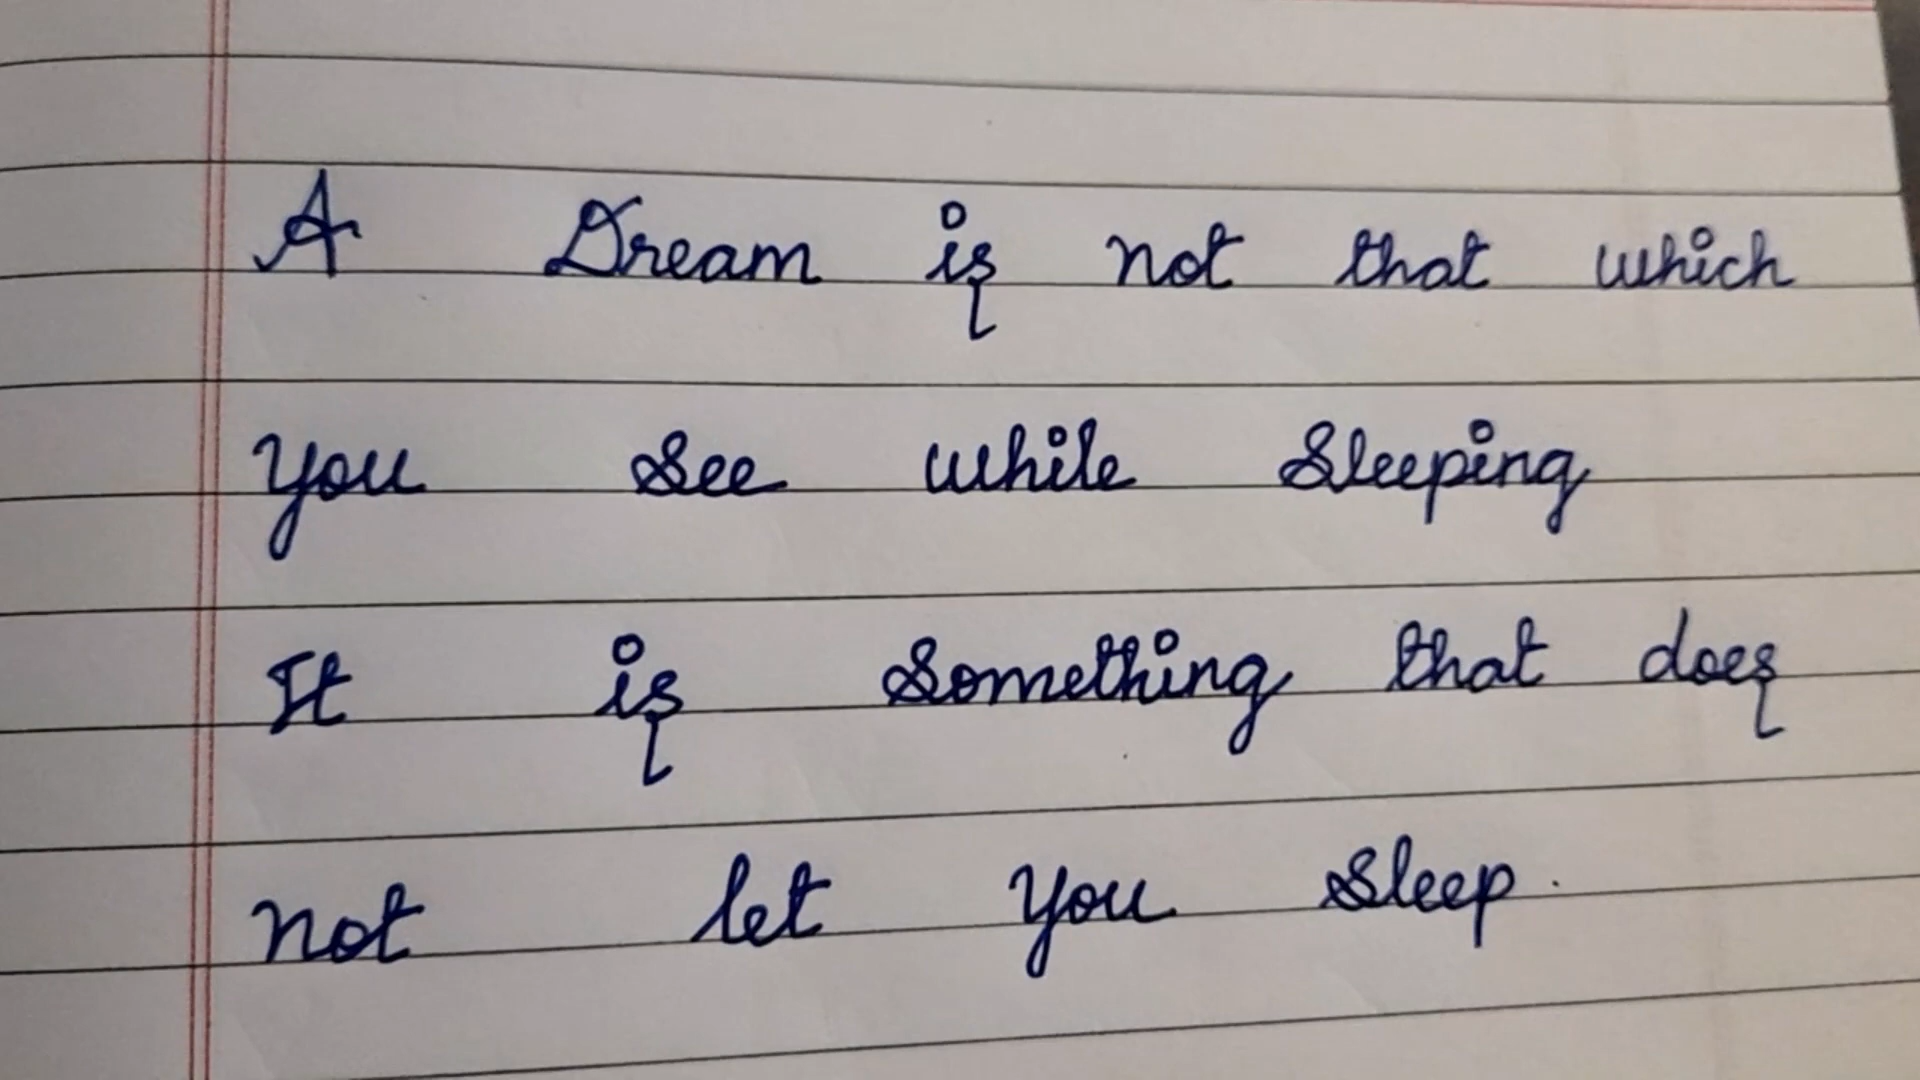 A Dream is not that which
you see while sleeping
It is something that does
not let you sleep.